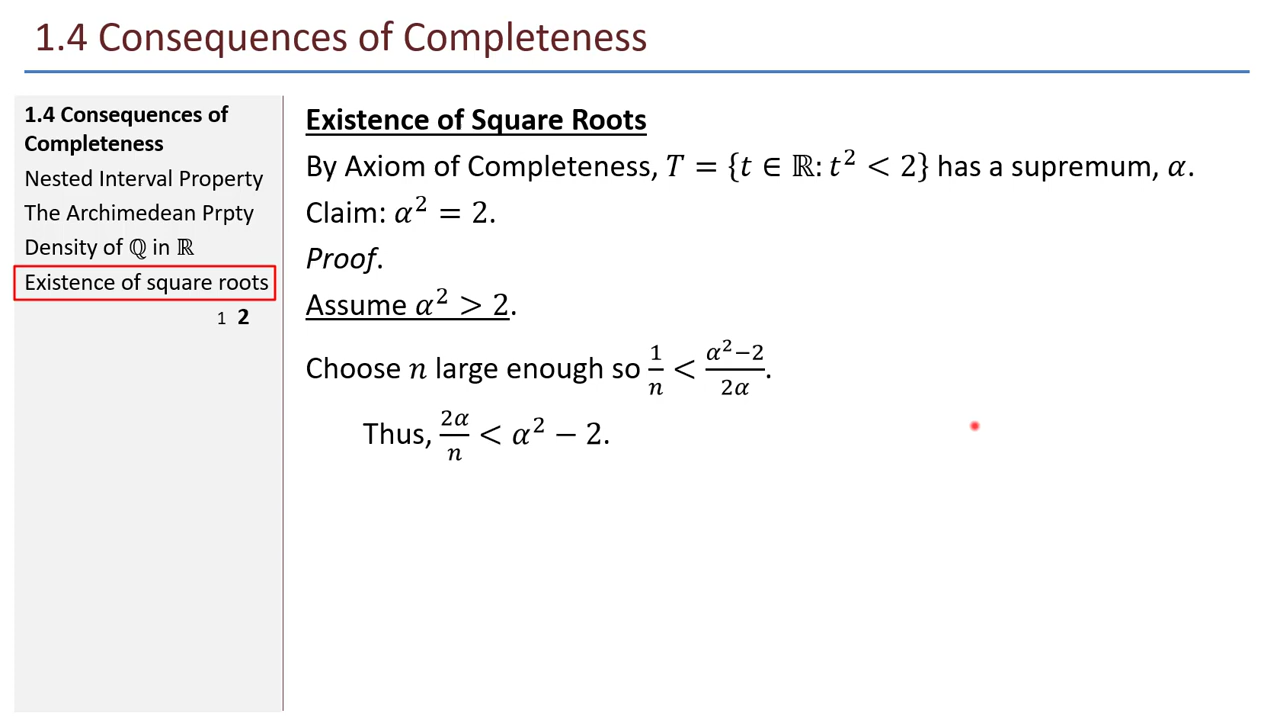 1.4 Consequences of Completeness
1.4 Consequences of
Completeness
Nested Interval Property
The Archimedean Prpty
Density of ℚ in ℝ
Existence of square roots
1 2
Existence of Square Roots
By Axiom of Completeness, T = {t ∈ ℝ: t² < 2} has a supremum, α.
Claim: α² = 2.
Proof.
Assume α² > 2.
Choose n large enough so 1/n < (α²−2)/2α.
Thus, 2α/n < α² − 2.